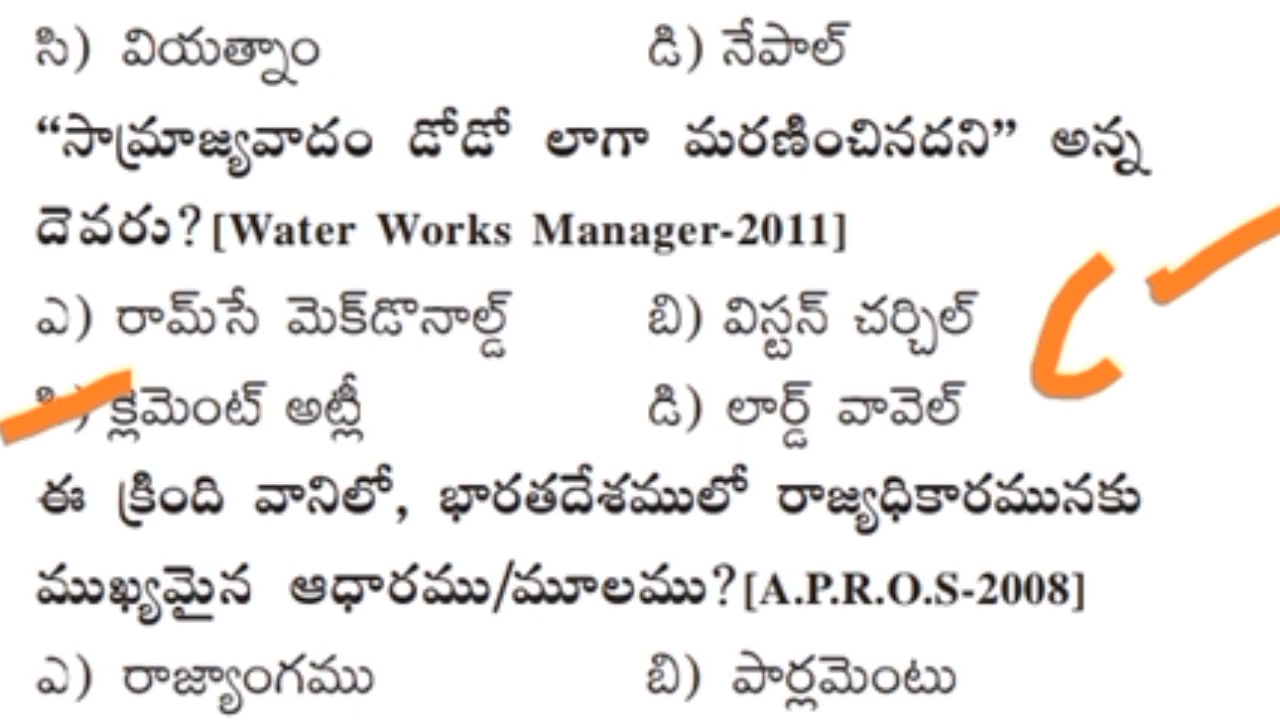 సి) వియత్నాం డి) నేపాల్
“సామ్రాజ్యవాదం డోడో లాగా మరణించినదని” అన్న
దెవరు?[Water Works Manager-2011]
ఎ) రామ్‌సే మెక్‌డొనాల్డ్ బి) విస్టన్ చర్చిల్
సి) క్లిమెంట్ అట్లీ డి) లార్డ్ వావెల్
ఈ క్రింది వానిలో, భారతదేశములో రాజ్యధికారమునకు
ముఖ్యమైన ఆధారము/మూలము?[A.P.R.O.S-2008]
ఎ) రాజ్యాంగము బి) పార్లమెంటు